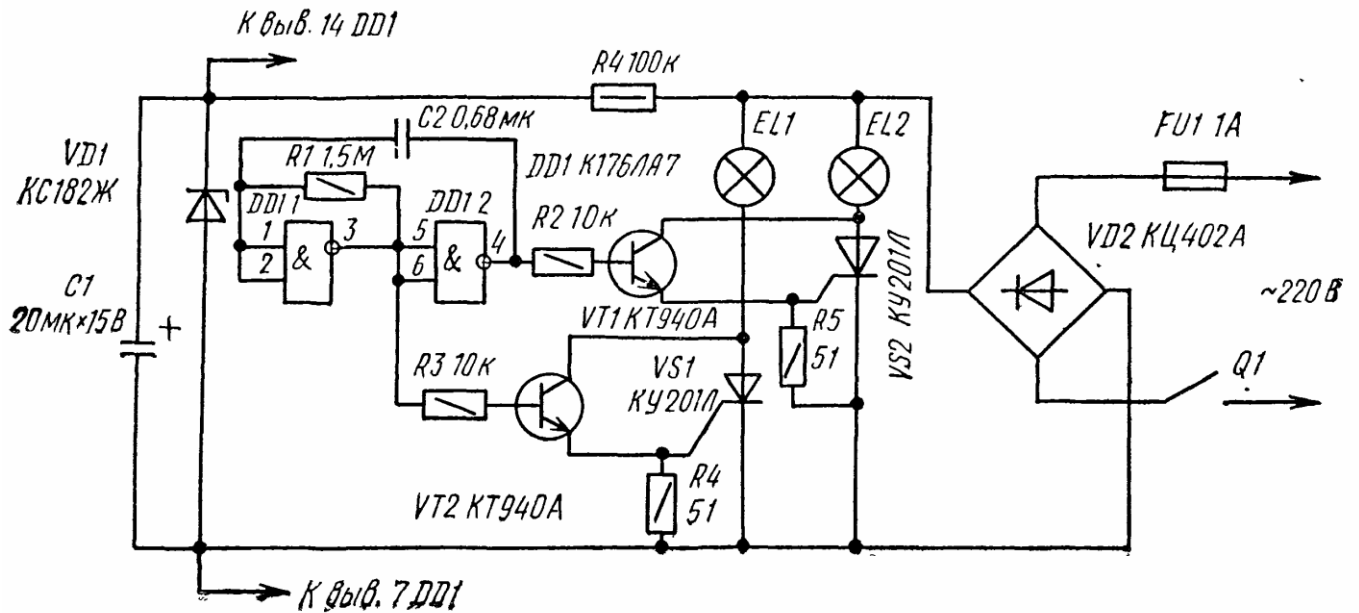 К выв. 14 DD1
R4 100к
C2 0,68мк
EL1
EL2
FU1 1А
VD1
КС182Ж
R1 1,5М
DD1 К176ЛА7
DD1 1
DD1 2
R2 10к
VD2 КЦ402А
1
2
&
3
5
6
&
4
С1
20мк×15В
+
VT1 КТ940А
R5
51
VS2 КУ201Л
~220В
R3 10к
VS1
КУ201Л
Q1
VT2 КТ940А
R4
51
К выв. 7 DD1